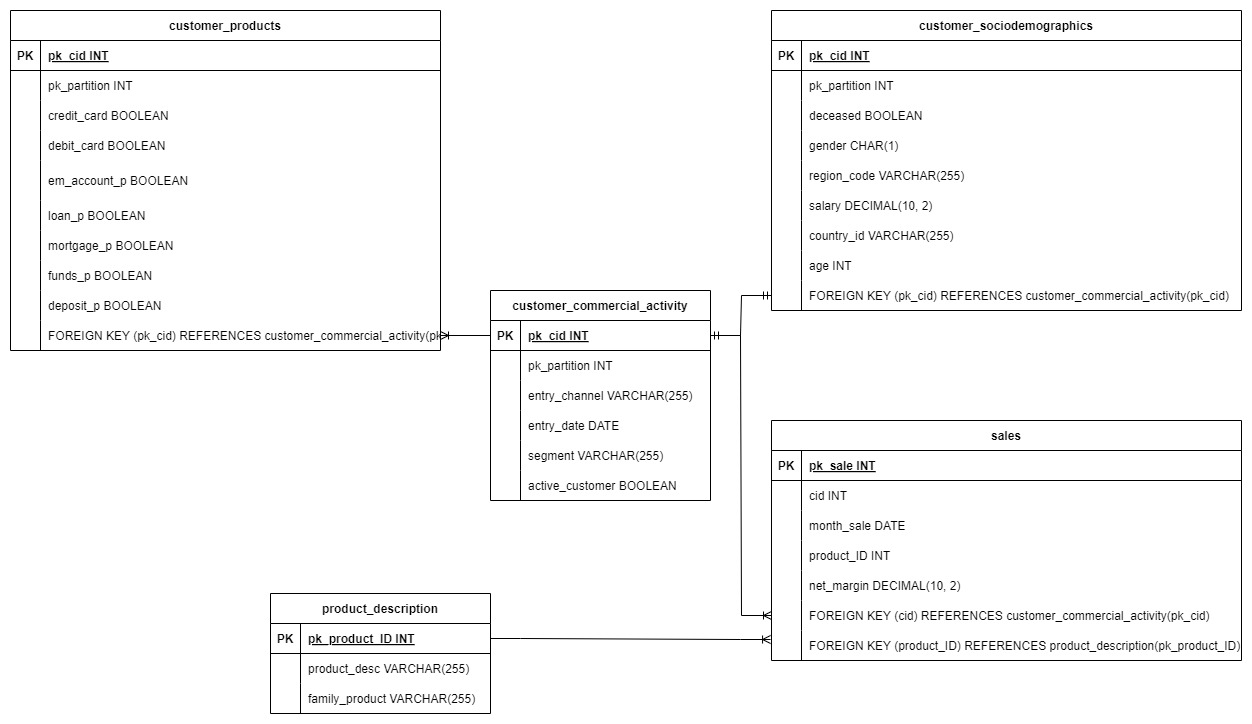 customer_products
PK pk_cid INT
pk_partition INT
credit_card BOOLEAN
debit_card BOOLEAN
em_account_p BOOLEAN
loan_p BOOLEAN
mortgage_p BOOLEAN
funds_p BOOLEAN
deposit_p BOOLEAN
FOREIGN KEY (pk_cid) REFERENCES customer_commercial_activity(pk
customer_commercial_activity
PK pk_cid INT
pk_partition INT
entry_channel VARCHAR(255)
entry_date DATE
segment VARCHAR(255)
active_customer BOOLEAN
customer_sociodemographics
PK pk_cid INT
pk_partition INT
deceased BOOLEAN
gender CHAR(1)
region_code VARCHAR(255)
salary DECIMAL(10, 2)
country_id VARCHAR(255)
age INT
FOREIGN KEY (pk_cid) REFERENCES customer_commercial_activity(pk_cid)
sales
PK pk_sale INT
cid INT
month_sale DATE
product_ID INT
net_margin DECIMAL(10, 2)
FOREIGN KEY (cid) REFERENCES customer_commercial_activity(pk_cid)
FOREIGN KEY (product_ID) REFERENCES product_description(pk_product_ID)
product_description
PK pk_product_ID INT
product_desc VARCHAR(255)
family_product VARCHAR(255)